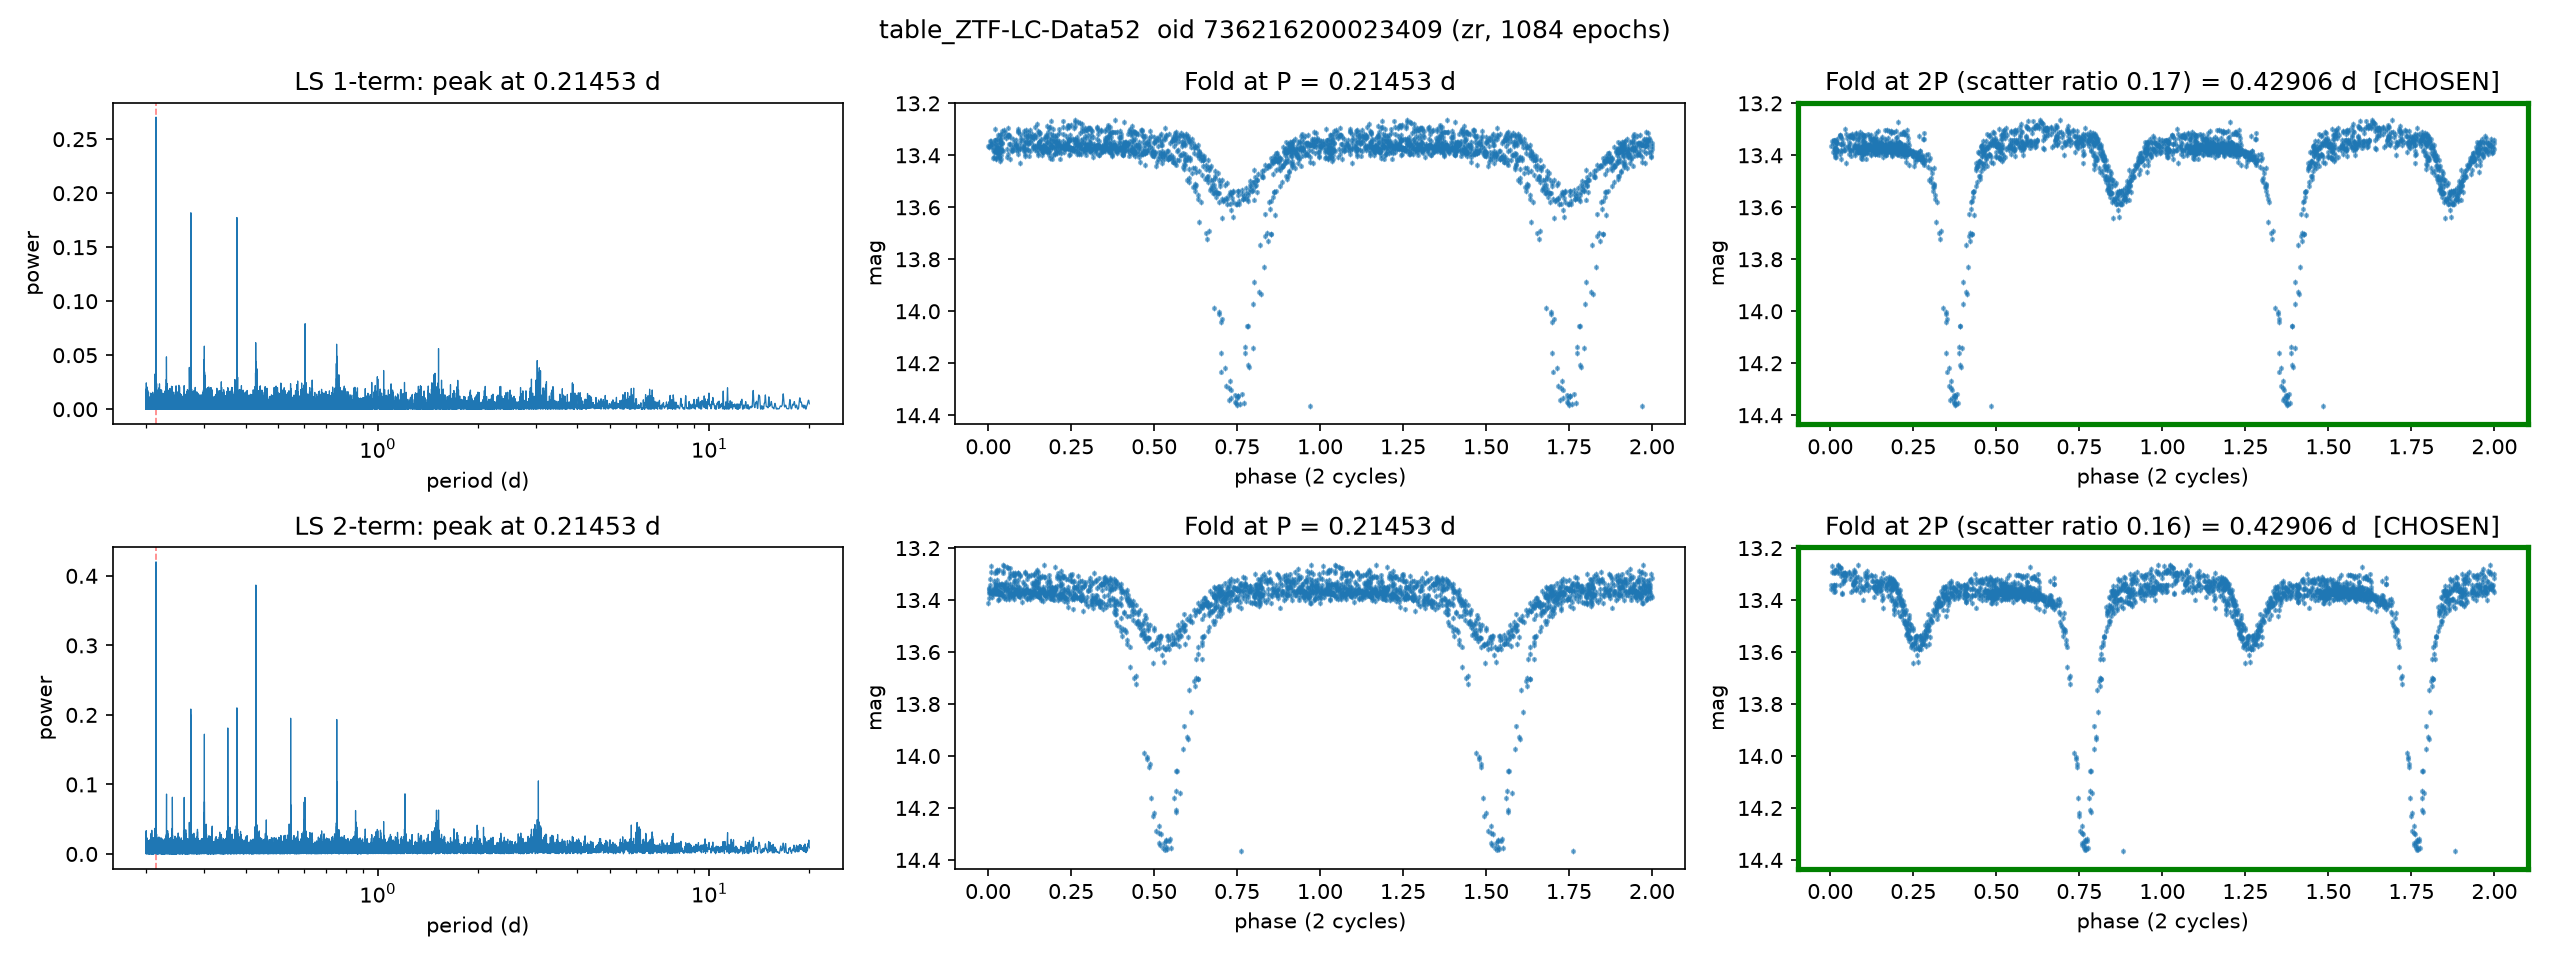 table_ZTF-LC-Data52  oid 736216200023409 (zr, 1084 epochs)
LS 1-term: peak at 0.21453 d
power
0.25
0.20
0.15
0.10
0.05
0.00
10⁰
10¹
period (d)
Fold at P = 0.21453 d
mag
13.2
13.4
13.6
13.8
14.0
14.2
14.4
0.00 0.25 0.50 0.75 1.00 1.25 1.50 1.75 2.00
phase (2 cycles)
Fold at 2P (scatter ratio 0.17) = 0.42906 d  [CHOSEN]
mag
13.2
13.4
13.6
13.8
14.0
14.2
14.4
0.00 0.25 0.50 0.75 1.00 1.25 1.50 1.75 2.00
phase (2 cycles)
LS 2-term: peak at 0.21453 d
power
0.4
0.3
0.2
0.1
0.0
10⁰
10¹
period (d)
Fold at P = 0.21453 d
mag
13.2
13.4
13.6
13.8
14.0
14.2
14.4
0.00 0.25 0.50 0.75 1.00 1.25 1.50 1.75 2.00
phase (2 cycles)
Fold at 2P (scatter ratio 0.16) = 0.42906 d  [CHOSEN]
mag
13.2
13.4
13.6
13.8
14.0
14.2
14.4
0.00 0.25 0.50 0.75 1.00 1.25 1.50 1.75 2.00
phase (2 cycles)